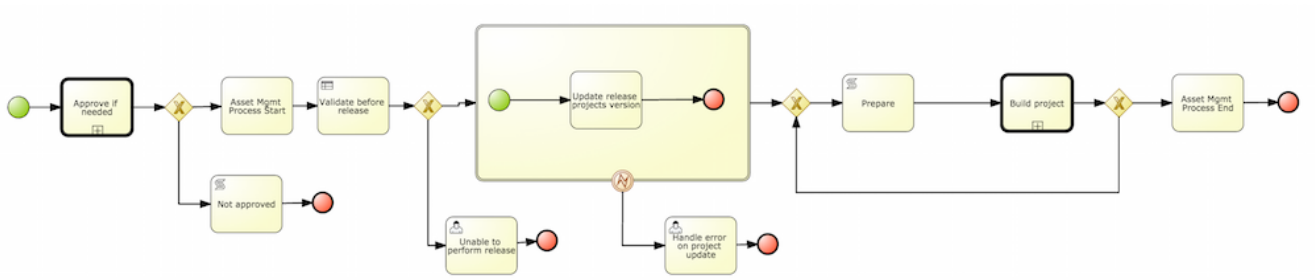 Approve if
needed
Asset Mgmt
Process Start
Validate before
release
Update release
projects version
Prepare
Build project
Asset Mgmt
Process End
Not approved
Unable to
perform release
Handle error
on project
update